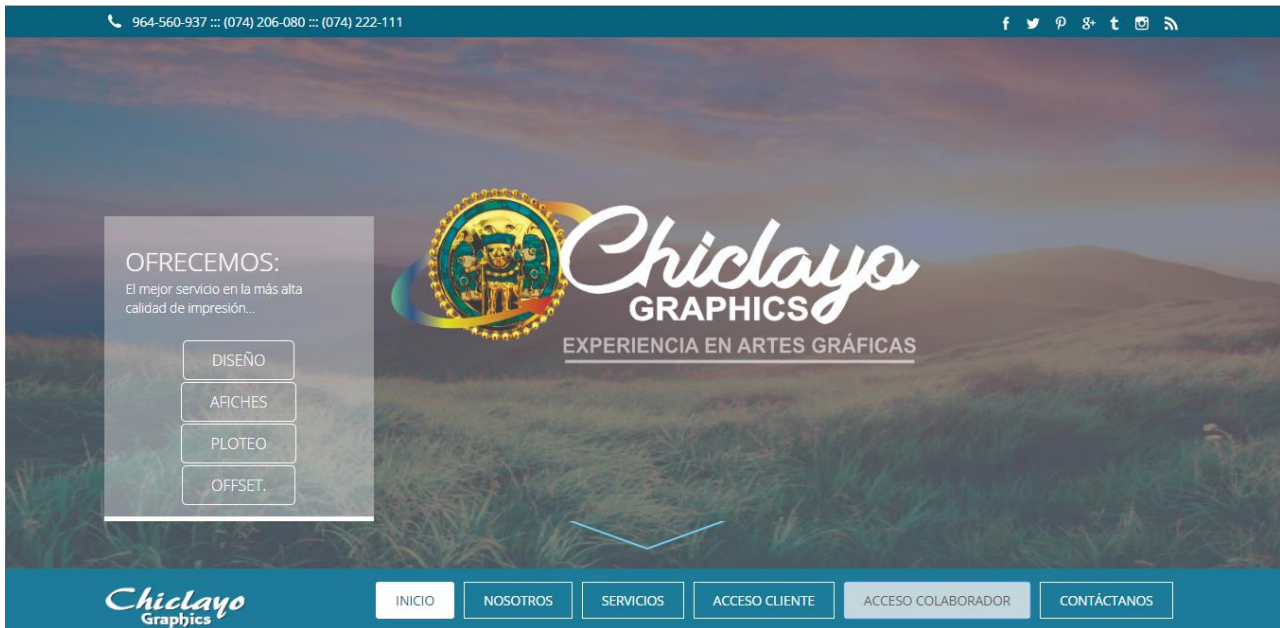 964-560-937 ::: (074) 206-080 ::: (074) 222-111
Chiclayo
GRAPHICS
EXPERIENCIA EN ARTES GRÁFICAS
OFRECEMOS:
El mejor servicio en la más alta
calidad de impresión...
DISEÑO
AFICHES
PLOTEO
OFFSET.
Chiclayo
Graphics
INICIO NOSOTROS SERVICIOS ACCESO CLIENTE ACCESO COLABORADOR CONTÁCTANOS